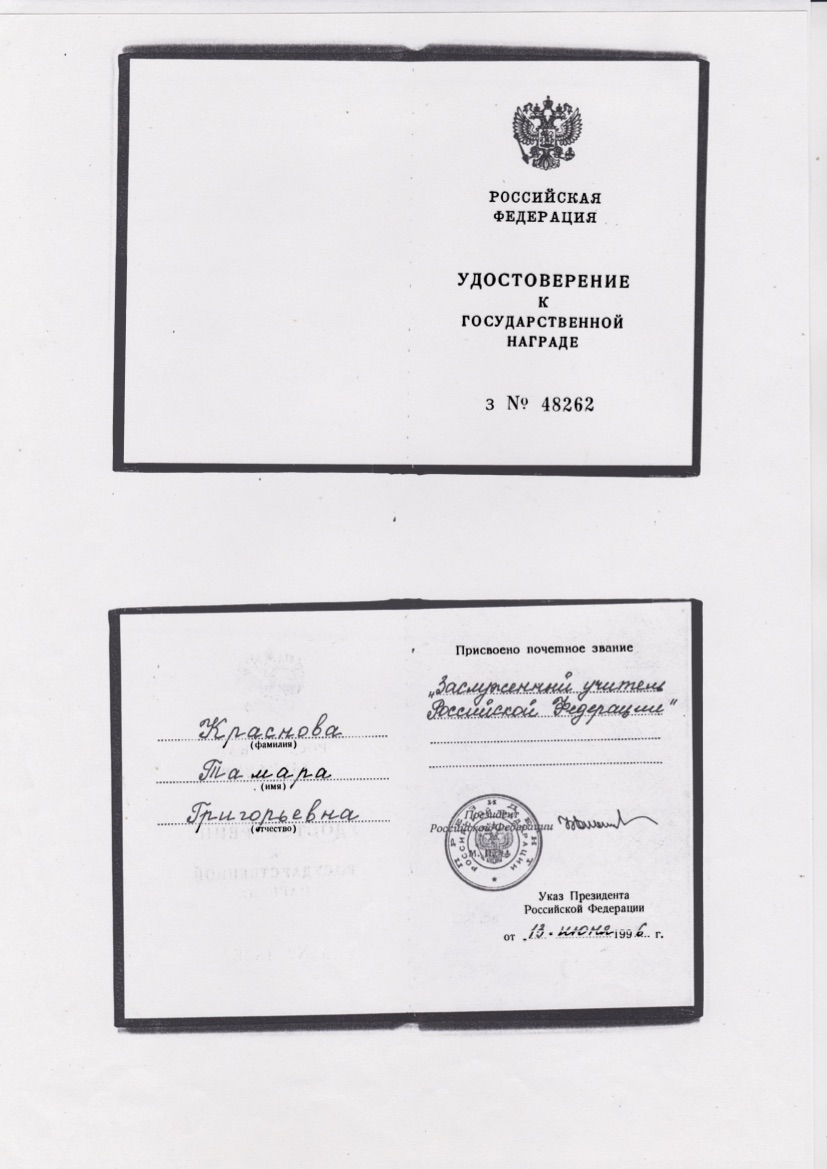 РОССИЙСКАЯ
ФЕДЕРАЦИЯ
УДОСТОВЕРЕНИЕ
К
ГОСУДАРСТВЕННОЙ
НАГРАДЕ
З № 48262
Краснова
(фамилия)
Тамара
(имя)
Григорьевна
(отчество)
Присвоено почетное звание
„Заслуженный учитель
Российской Федерации"
Президент
Российской Федерации
Указ Президента
Российской Федерации
от 13 июня 1996 г.